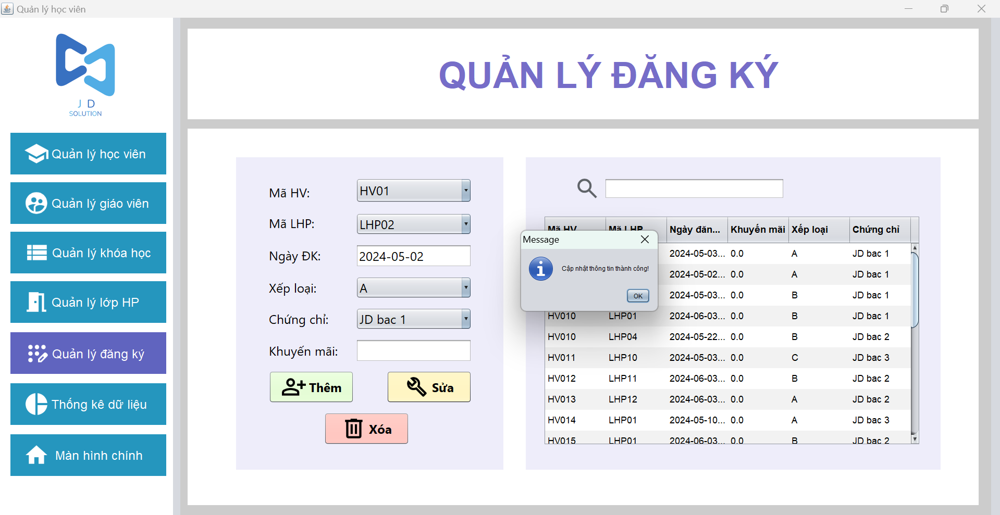 Quản lý học viên
J D
SOLUTION
Quản lý học viên
Quản lý giáo viên
Quản lý khóa học
Quản lý lớp HP
Quản lý đăng ký
Thống kê dữ liệu
Màn hình chính
QUẢN LÝ ĐĂNG KÝ
Mã HV: HV01
Mã LHP: LHP02
Ngày ĐK: 2024-05-02
Xếp loại: A
Chứng chỉ: JD bac 1
Khuyến mãi:
Thêm
Sửa
Xóa
Mã HV Mã LHP Ngày đăn... Khuyến mãi Xếp loại Chứng chỉ
2024-05-03... 0.0 A JD bac 1
2024-05-02... 0.0 A JD bac 1
2024-05-03... 0.0 B JD bac 1
HV010 LHP01 2024-06-03... 0.0 B JD bac 1
HV010 LHP04 2024-05-22... 0.0 B JD bac 2
HV011 LHP10 2024-05-03... 0.0 C JD bac 3
HV012 LHP11 2024-06-03... 0.0 B JD bac 2
HV013 LHP12 2024-06-03... 0.0 A JD bac 2
HV014 LHP01 2024-05-10... 0.0 A JD bac 3
HV015 LHP01 2024-06-03... 0.0 B JD bac 2
Message
Cập nhật thông tin thành công!
OK